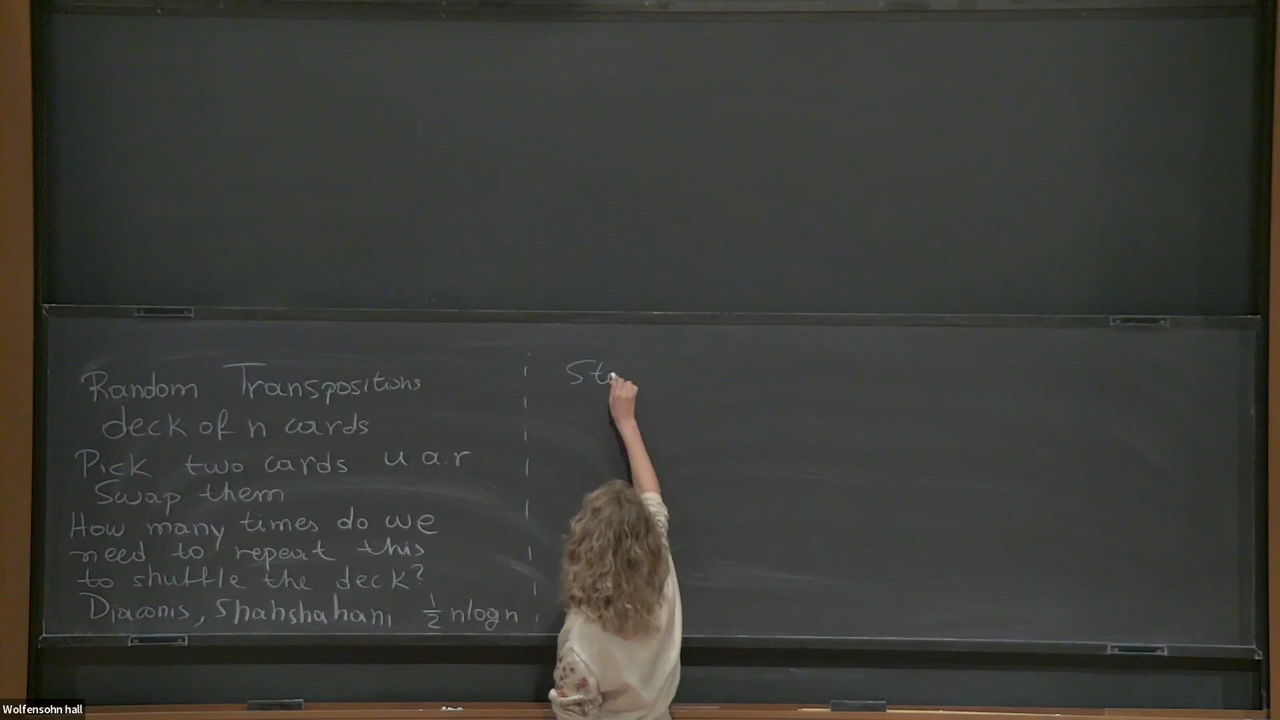 Random Transpositions
deck of n cards
Pick two cards u.a.r
Swap them
How many times do we
need to repeat this
to shuffle the deck?
Diaconis, Shahshahani ½ nlogn
St
Wolfensohn hall